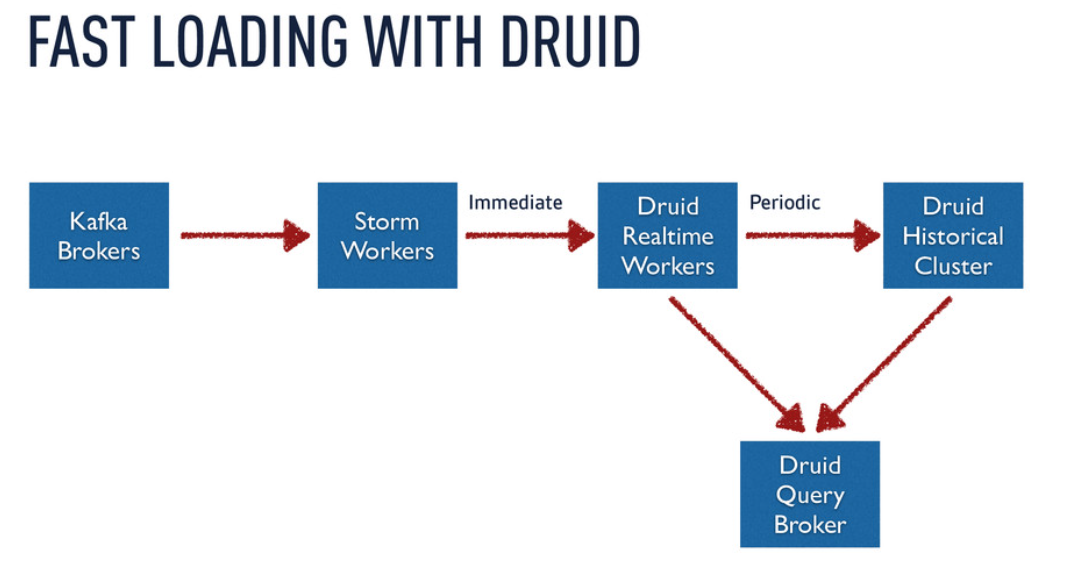 FAST LOADING WITH DRUID
Kafka
Brokers
Storm
Workers
Immediate
Druid
Realtime
Workers
Periodic
Druid
Historical
Cluster
Druid
Query
Broker